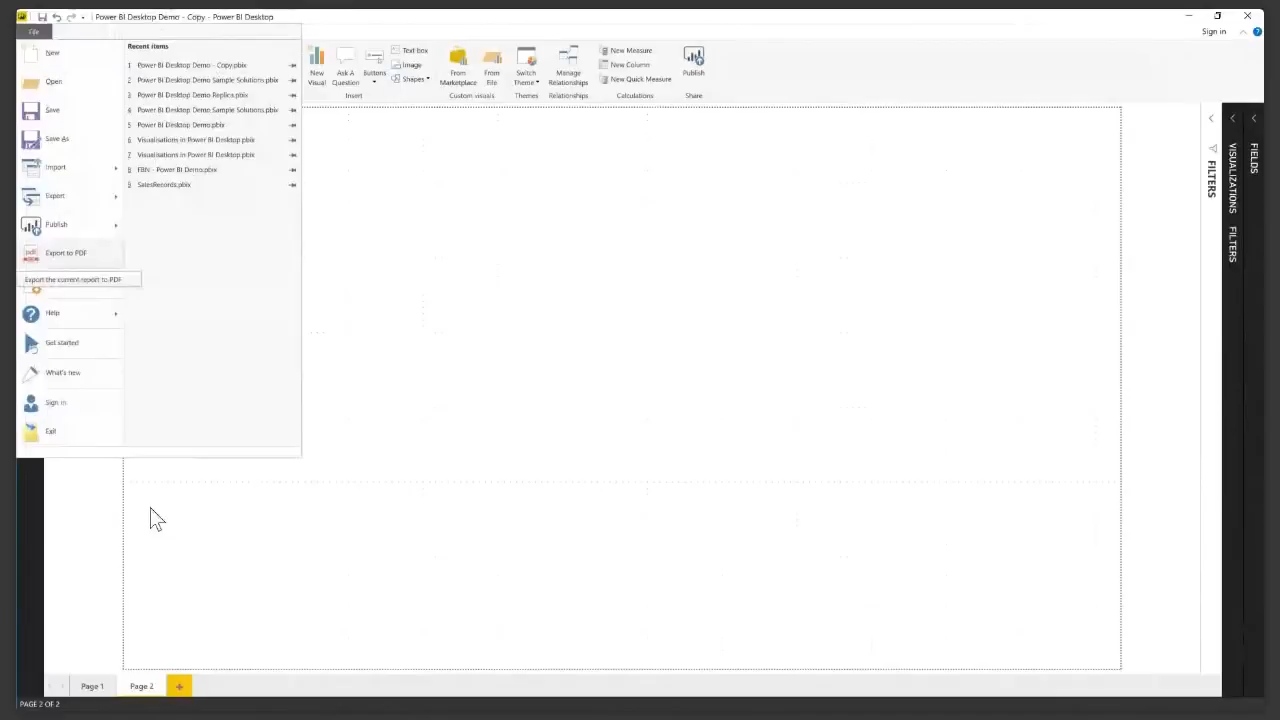 Power BI Desktop Demo - Copy - Power BI Desktop
File
Sign in
New
Open
Save
Save As
Import
Export
Publish
Export to PDF
Export the current report to PDF
Help
Get started
What's new
Sign in
Exit
Recent items
1 Power BI Desktop Demo - Copy.pbix
2 Power BI Desktop Demo Sample Solutions.pbix
3 Power BI Desktop Demo Replica.pbix
4 Power BI Desktop Demo Sample Solutions.pbix
5 Power BI Desktop Demo.pbix
6 Visualisations in Power BI Desktop.pbix
7 Visualisations in Power BI Desktop.pbix
8 FBIV - Power BI Demo.pbix
9 SalesRecords.pbix
New Visual
Ask A Question
Buttons
Text box
Image
Shapes
Insert
From Marketplace
From File
Custom visuals
Switch Theme
Themes
Manage Relationships
Relationships
New Measure
New Column
New Quick Measure
Calculations
Publish
Share
FILTERS
VISUALIZATIONS
FILTERS
FIELDS
Page 1
Page 2
PAGE 2 OF 2